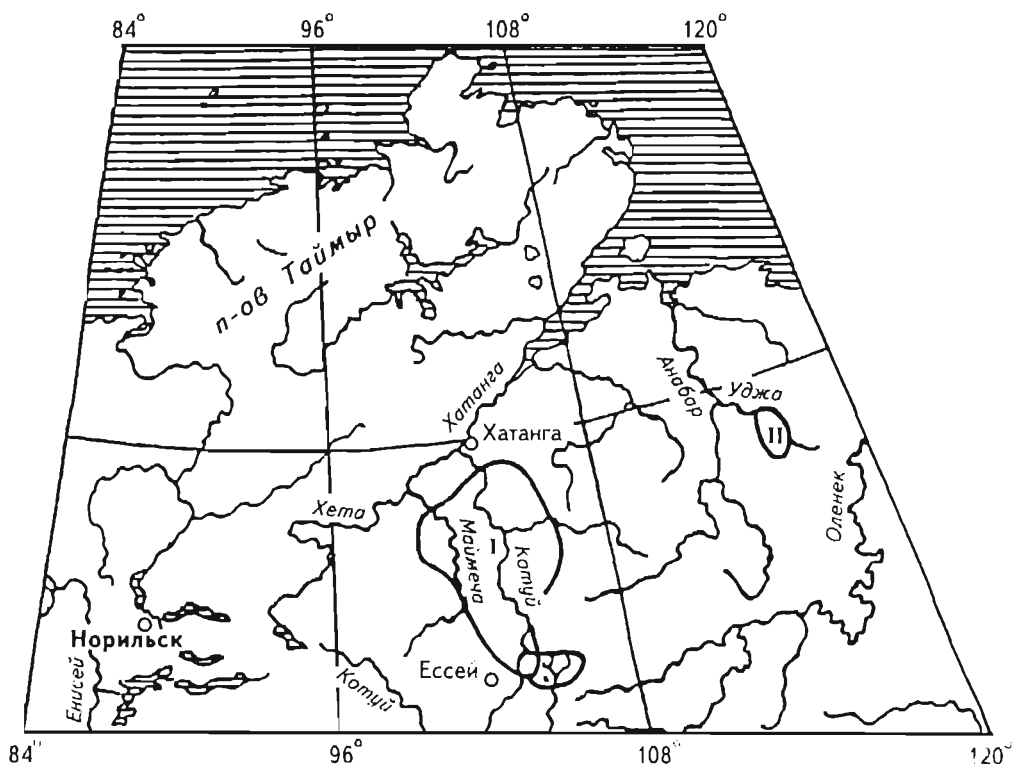 84° 96° 108° 120°
п-ов Таймыр
Хатанга
Анабар
Уджа
Хатанга
II
Хета
Маймеча
I
Котуй
Оленек
Норильск
Енисей
Котуй
Ессей
84° 96° 108° 120°